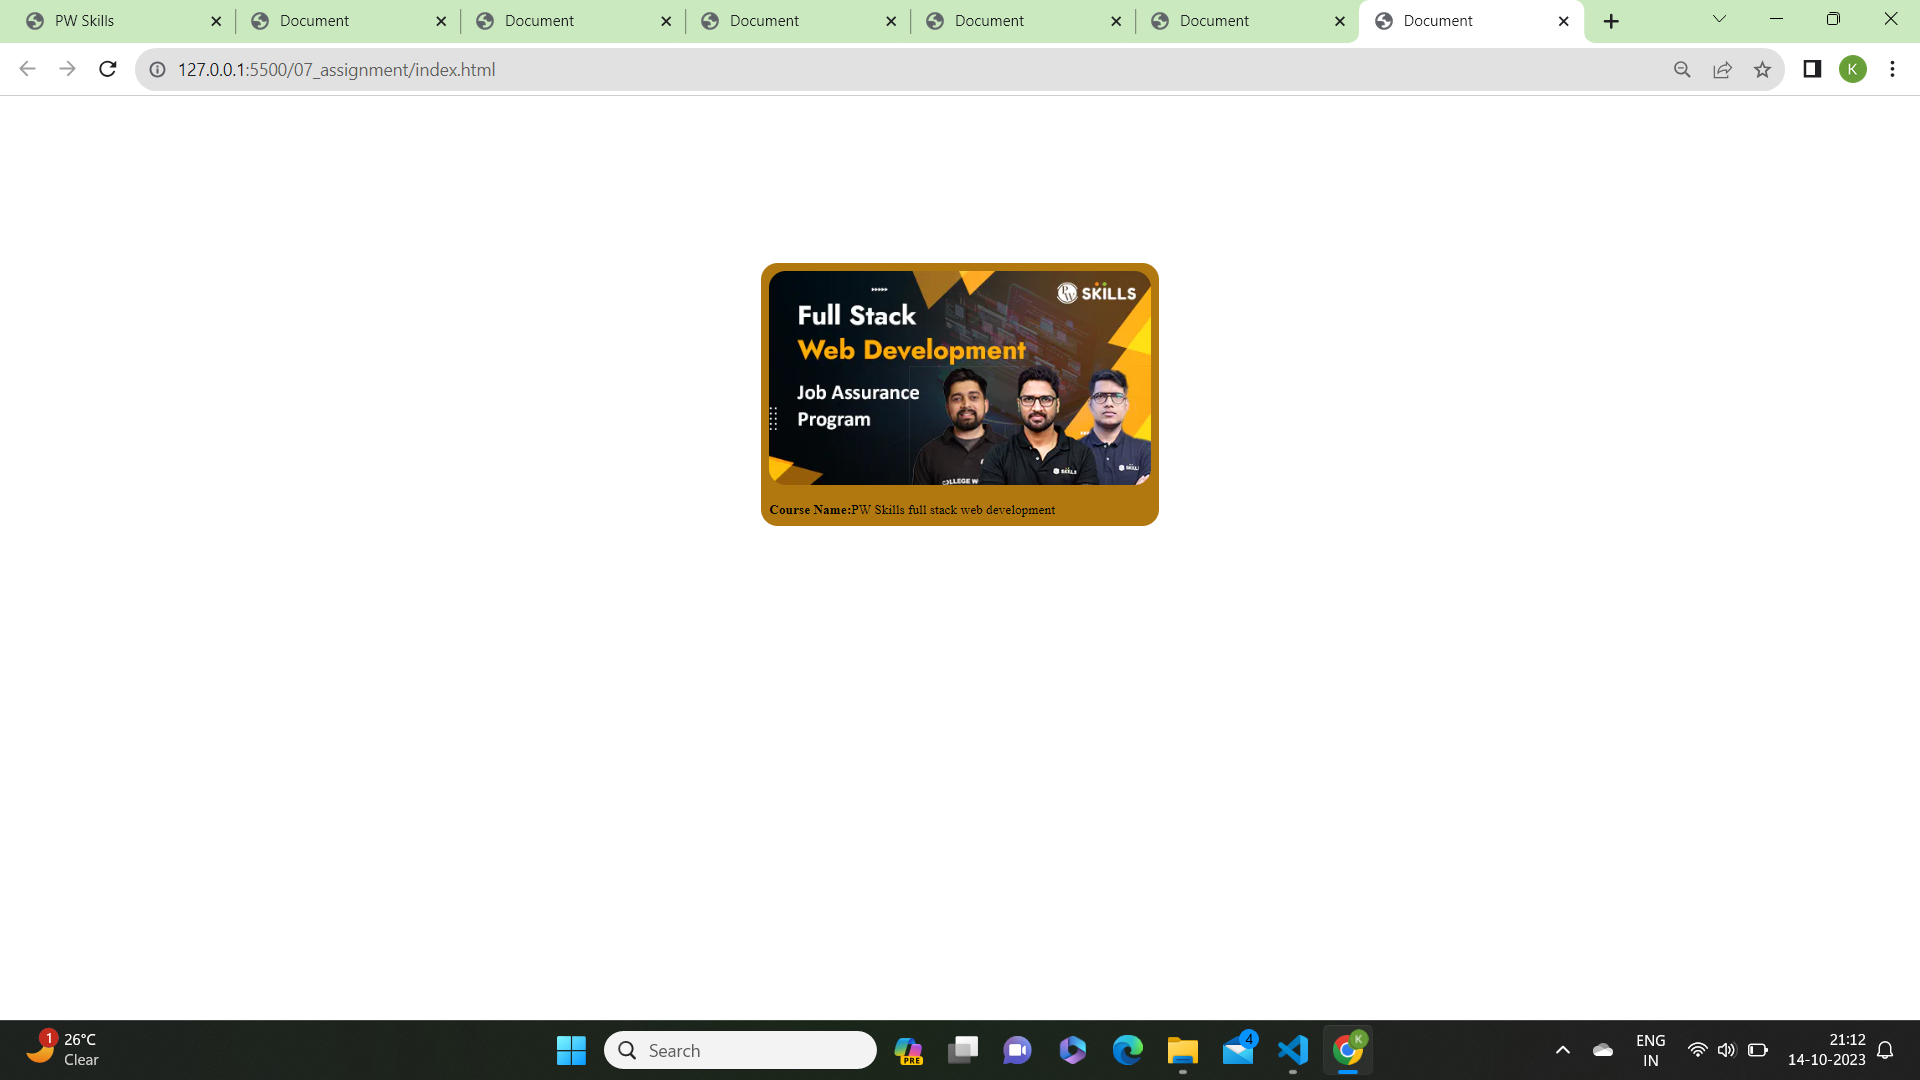 PW Skills
Document
Document
Document
Document
Document
Document
127.0.0.1:5500/07_assignment/index.html
K
PW SKILLS
Full Stack
Web Development
Job Assurance
Program
SKILLS
SKILL
COLLEGE W
Course Name:PW Skills full stack web development
1
26°C
Clear
Search
PRE
4
K
ENG
IN
21:12
14-10-2023